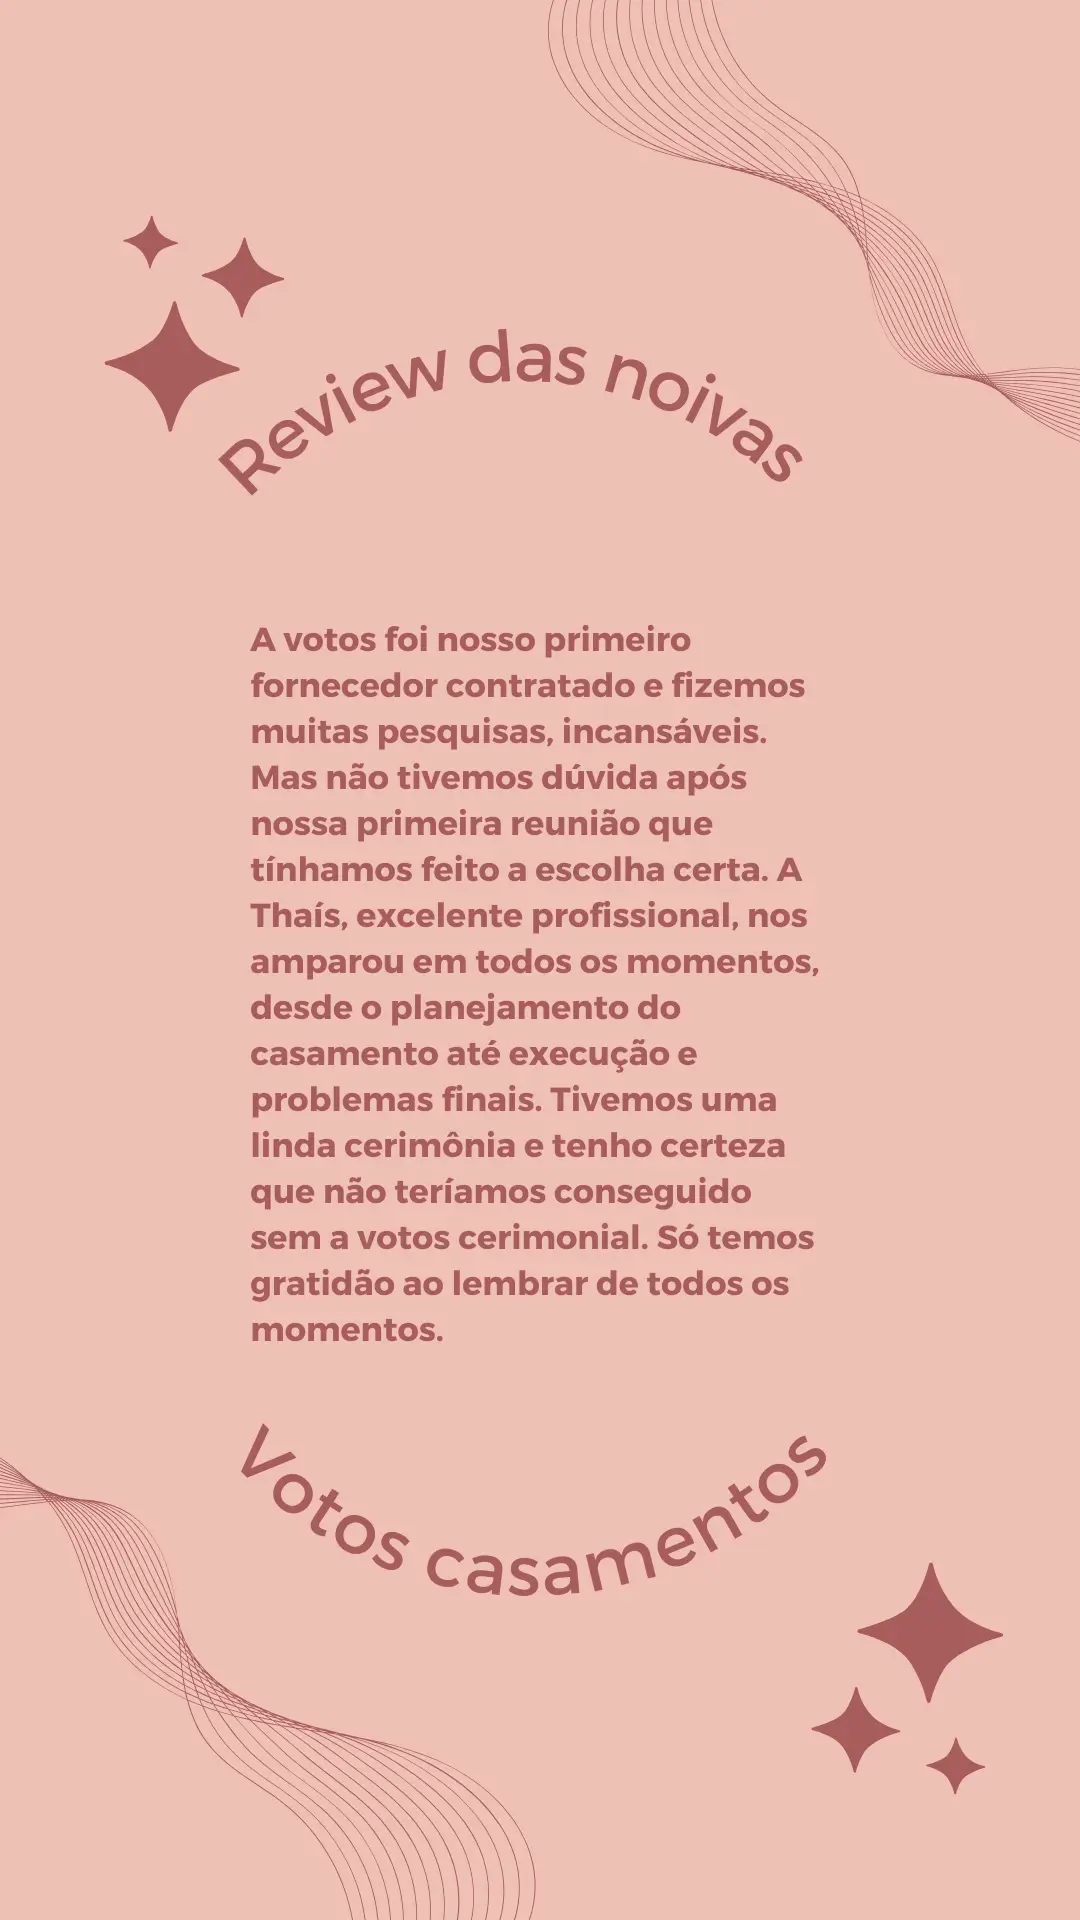 Review das noivas
A votos foi nosso primeiro
fornecedor contratado e fizemos
muitas pesquisas, incansáveis.
Mas não tivemos dúvida após
nossa primeira reunião que
tínhamos feito a escolha certa. A
Thaís, excelente profissional, nos
amparou em todos os momentos,
desde o planejamento do
casamento até execução e
problemas finais. Tivemos uma
linda cerimônia e tenho certeza
que não teríamos conseguido
sem a votos cerimonial. Só temos
gratidão ao lembrar de todos os
momentos.
Votos casamentos